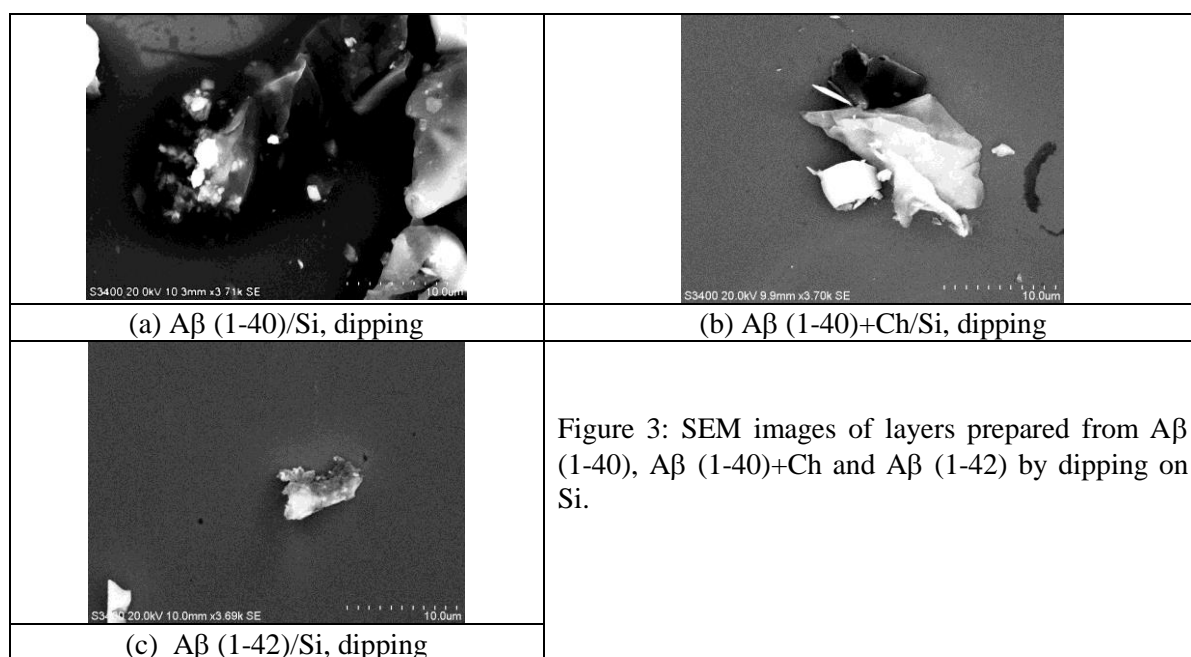 S3400 20.0kV 10.3mm x3.71k SE 10.0um
S3400 20.0kV 9.9mm x3.70k SE 10.0um
(a) Aβ (1-40)/Si, dipping
(b) Aβ (1-40)+Ch/Si, dipping
S3400 20.0kV 10.0mm x3.69k SE 10.0um
Figure 3: SEM images of layers prepared from Aβ
(1-40), Aβ (1-40)+Ch and Aβ (1-42) by dipping on
Si.
(c) Aβ (1-42)/Si, dipping